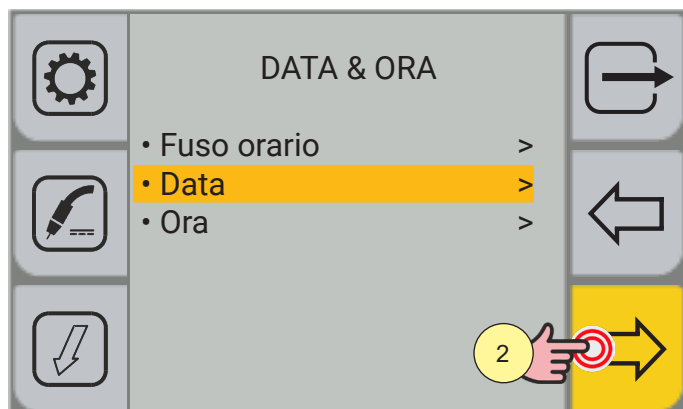 DATA & ORA
• Fuso orario >
• Data >
• Ora >
2